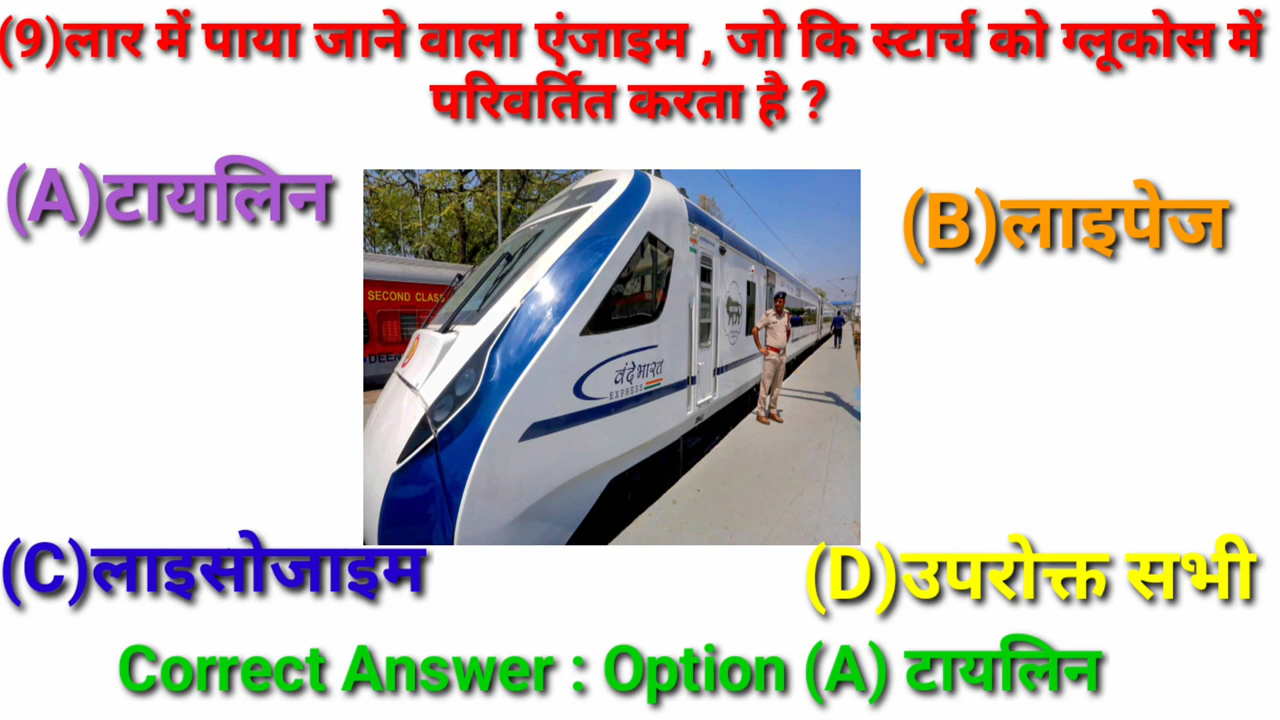 (9)लार में पाया जाने वाला एंजाइम , जो कि स्टार्च को ग्लूकोस में
परिवर्तित करता है ?
(A)टायलिन
(B)लाइपेज
SECOND CLASS
वंदे भारत
EXPRESS
(C)लाइसोजाइम
(D)उपरोक्त सभी
Correct Answer : Option (A) टायलिन